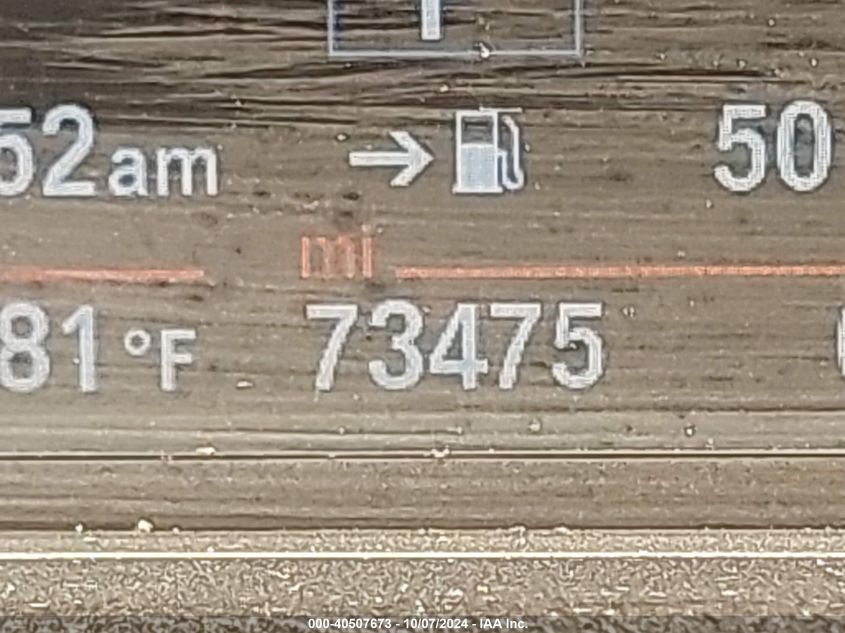 52am → 50
mi
81 °F 73475
000-40507673 - 10/07/2024 - IAA Inc.